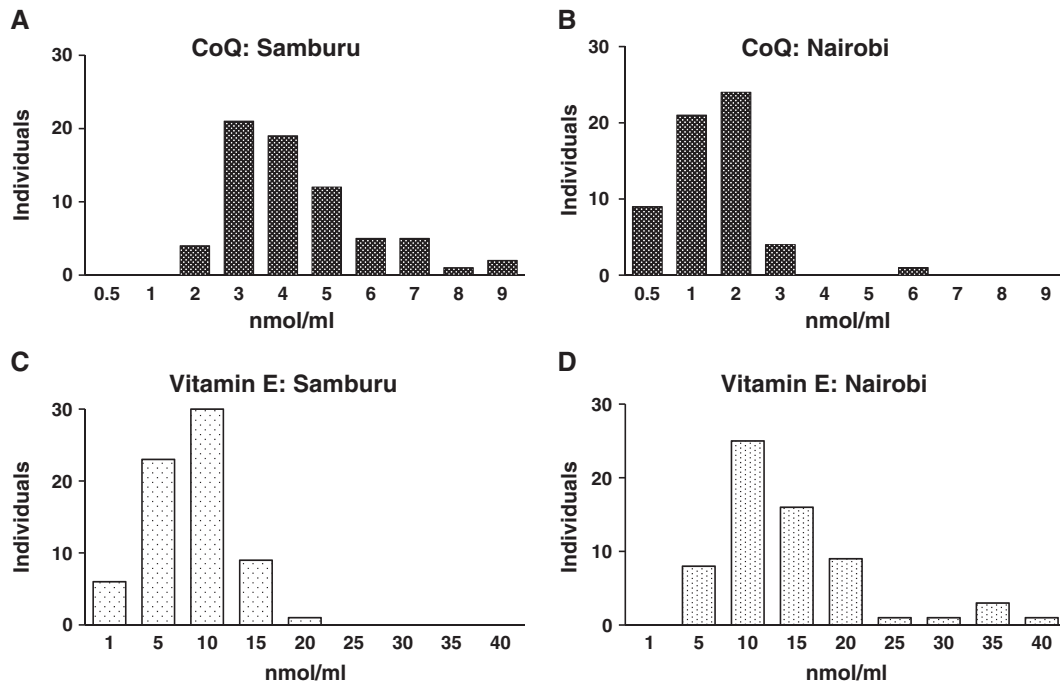 A
CoQ: Samburu
30
20
10
0
Individuals
0.5 1 2 3 4 5 6 7 8 9
nmol/ml
B
CoQ: Nairobi
30
20
10
0
Individuals
0.5 1 2 3 4 5 6 7 8 9
nmol/ml
C
Vitamin E: Samburu
30
20
10
0
Individuals
1 5 10 15 20 25 30 35 40
nmol/ml
D
Vitamin E: Nairobi
30
20
10
0
Individuals
1 5 10 15 20 25 30 35 40
nmol/ml